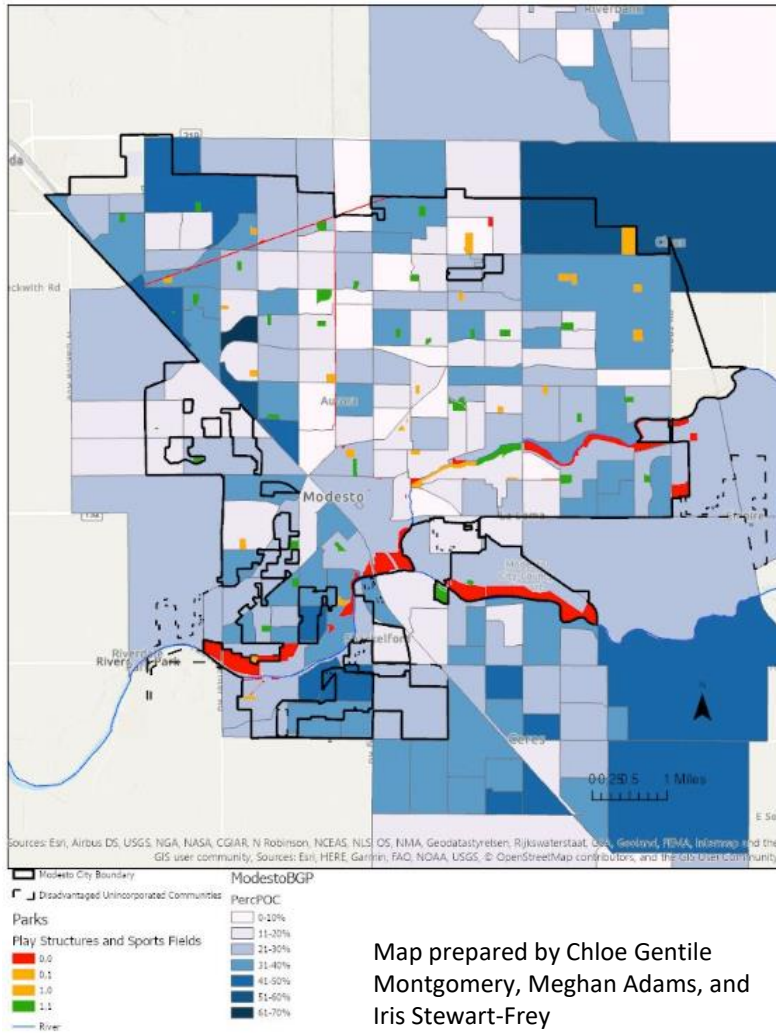 Riverbank
219
da
eckwith Rd
Modesto
Empire
Riverdale
Park
Ceres
N
0 0.25 0.5 1 Miles
E So
Sources: Esri, Airbus DS, USGS, NGA, NASA, CGIAR, N Robinson, NCEAS, NLS, OS, NMA, Geodatastyrelsen, Rijkswaterstaat, GSA, Geoland, FEMA, Intermap and the
GIS user community, Sources: Esri, HERE, Garmin, FAO, NOAA, USGS, © OpenStreetMap contributors, and the GIS User Community
Modesto City Boundary
Disadvantaged Unincorporated Communities
Parks
Play Structures and Sports Fields
0.0
0.1
1.0
1.1
River
ModestoBGP
PercPOC
0-10%
11-20%
21-30%
31-40%
41-50%
51-60%
61-70%
Map prepared by Chloe Gentile
Montgomery, Meghan Adams, and
Iris Stewart-Frey